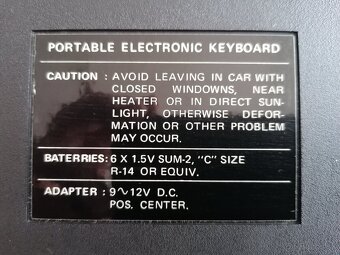 PORTABLE ELECTRONIC KEYBOARD
CAUTION : AVOID LEAVING IN CAR WITH
CLOSED WINDOWS, NEAR
HEATER OR IN DIRECT SUN-
LIGHT, OTHERWISE DEFOR-
MATION OR OTHER PROBLEM
MAY OCCUR.
BATERRIES: 6 X 1.5V SUM-2, "C" SIZE
R-14 OR EQUIV.
ADAPTER : 9∿12V D.C.
POS. CENTER.